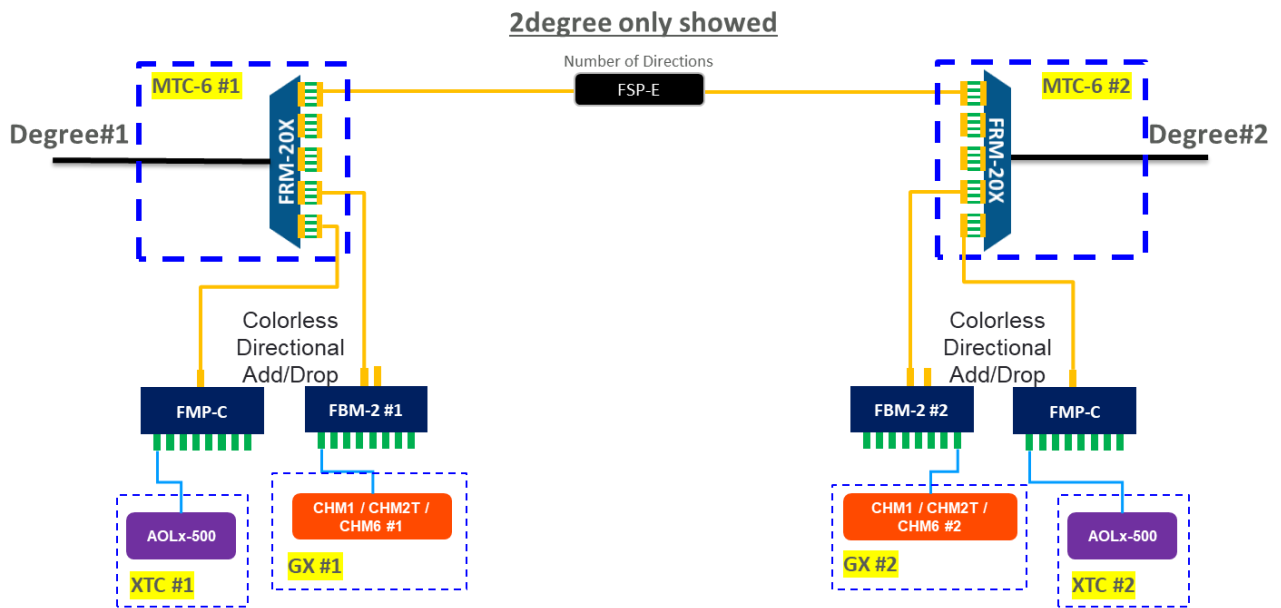 2degree only showed
Number of Directions
FSP-E
MTC-6 #1
MTC-6 #2
Degree#1
Degree#2
FRM-20X
FRM-20X
Colorless
Directional
Add/Drop
Colorless
Directional
Add/Drop
FMP-C
FBM-2 #1
FBM-2 #2
FMP-C
CHM1 / CHM2T /
CHM6 #1
CHM1 / CHM2T /
CHM6 #2
AOLx-500
AOLx-500
XTC #1
GX #1
GX #2
XTC #2